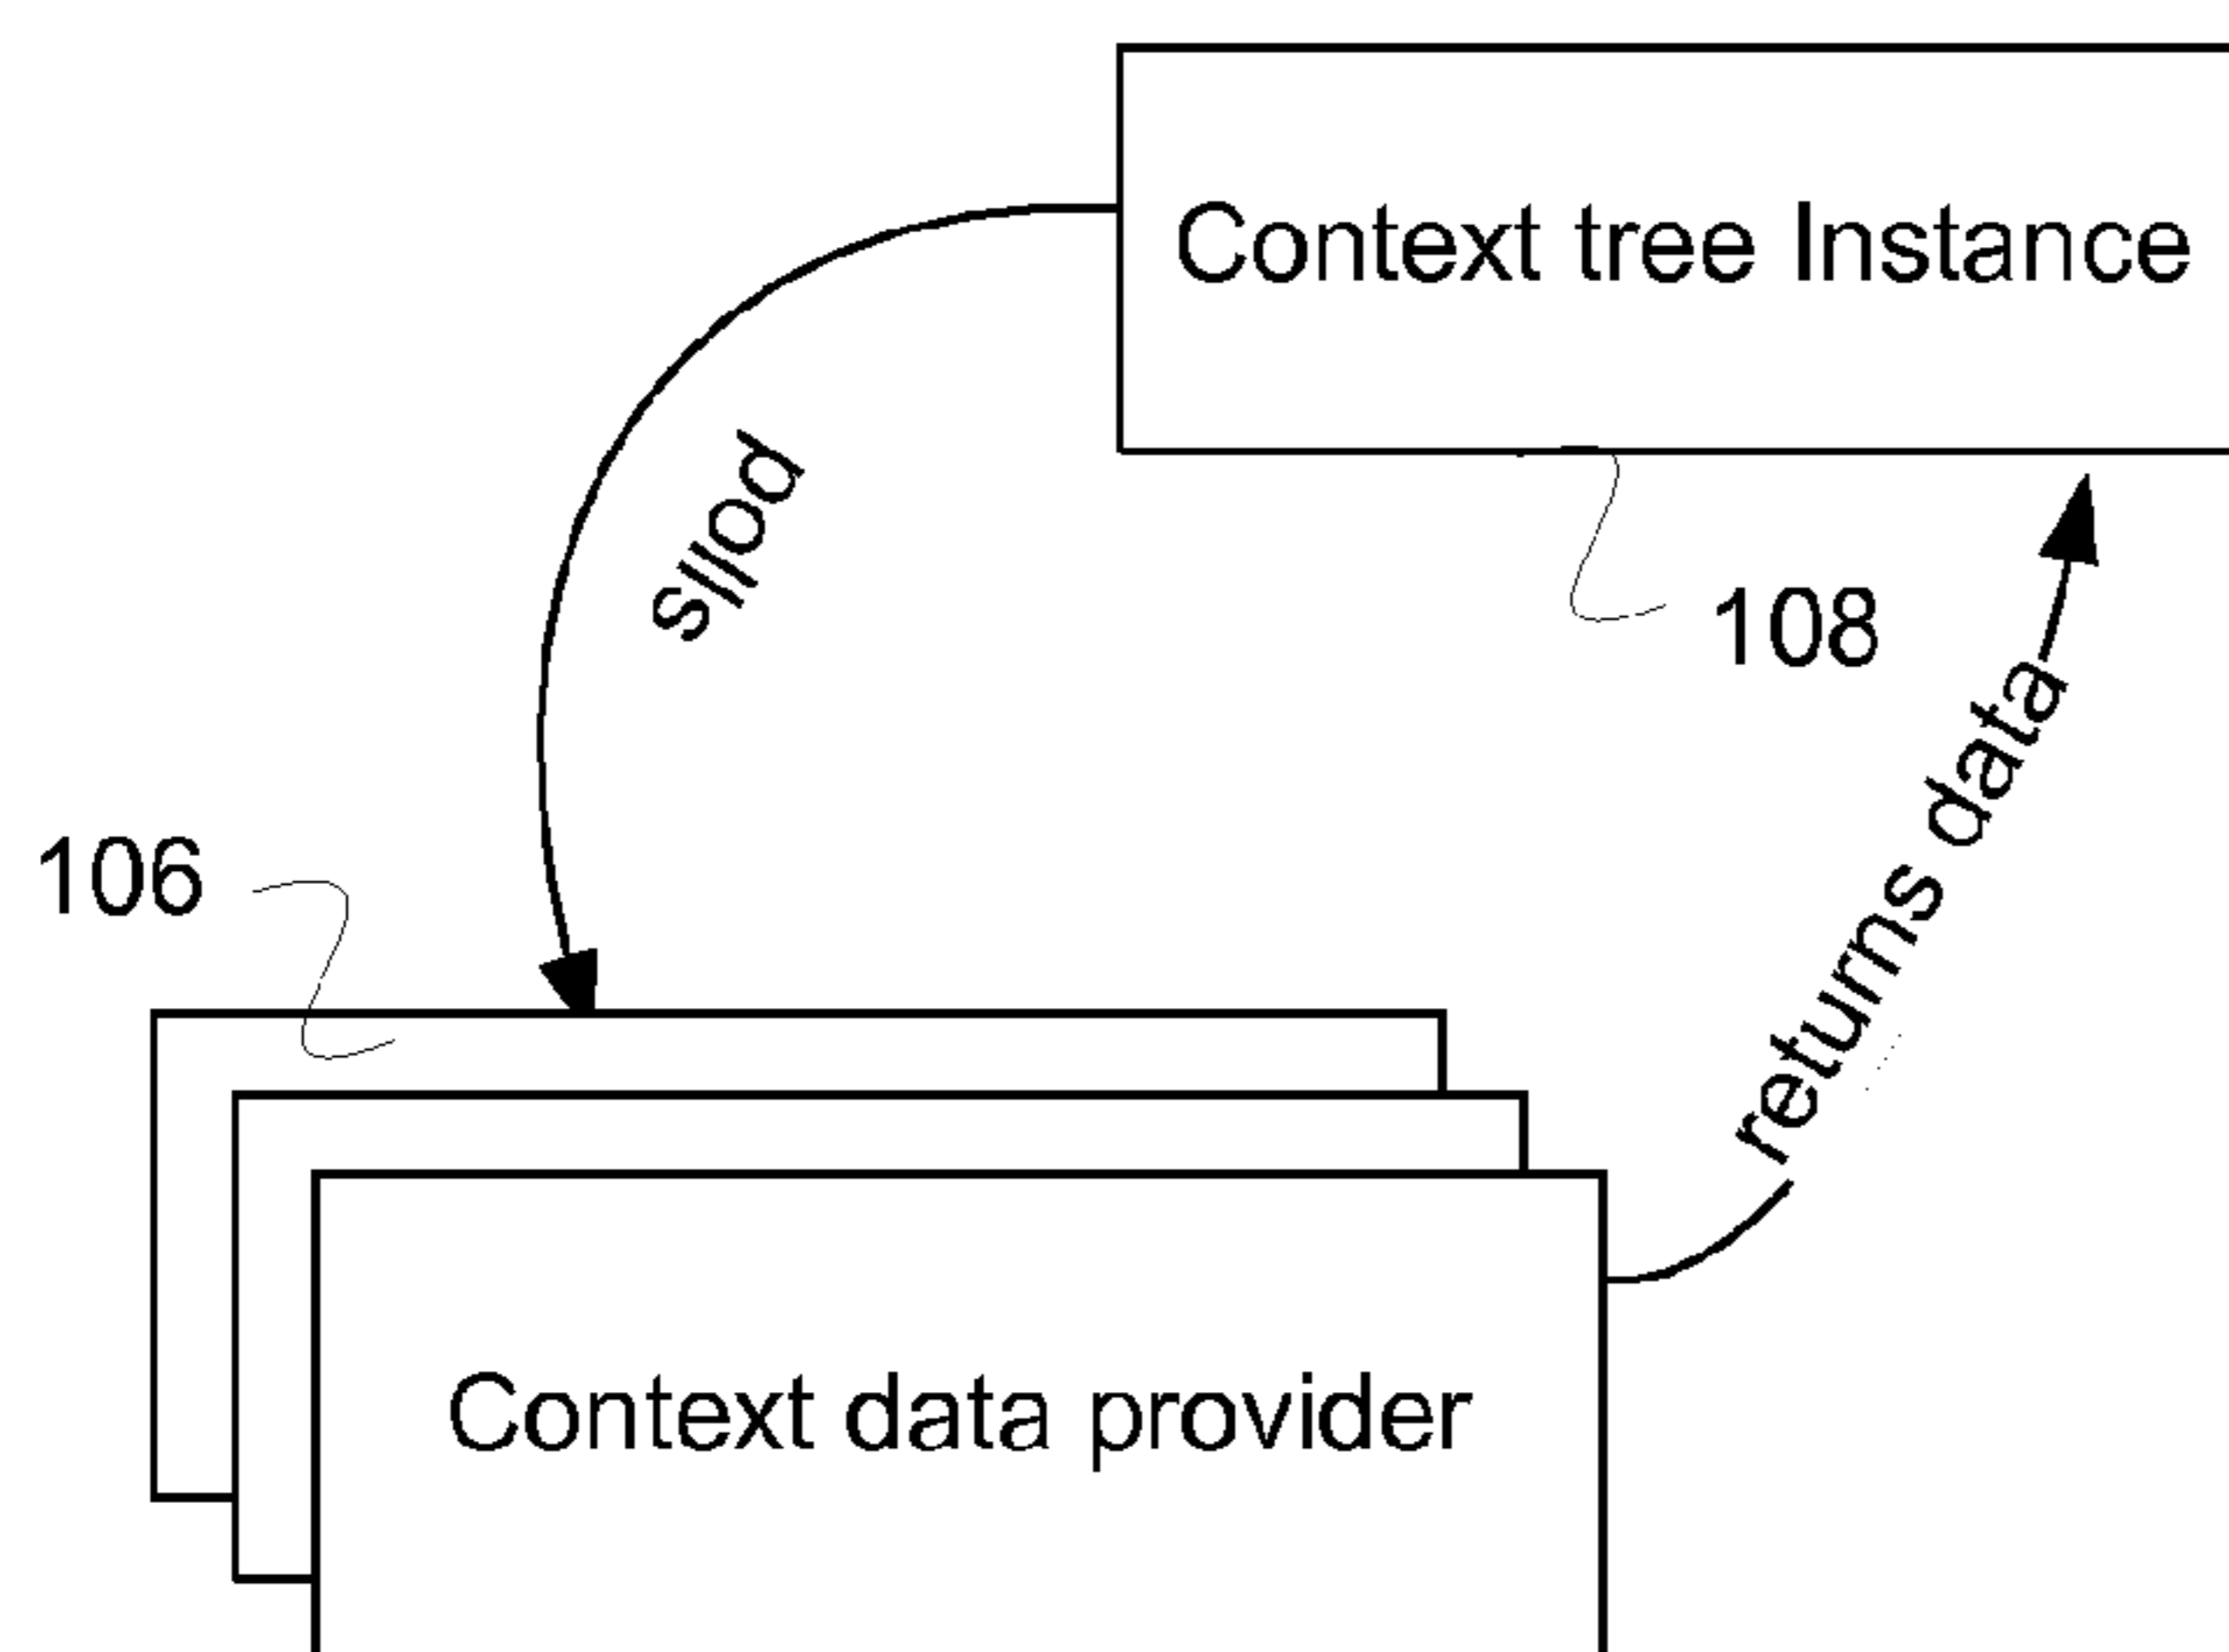 Context tree Instance
polls
108
returns data
106
Context data provider